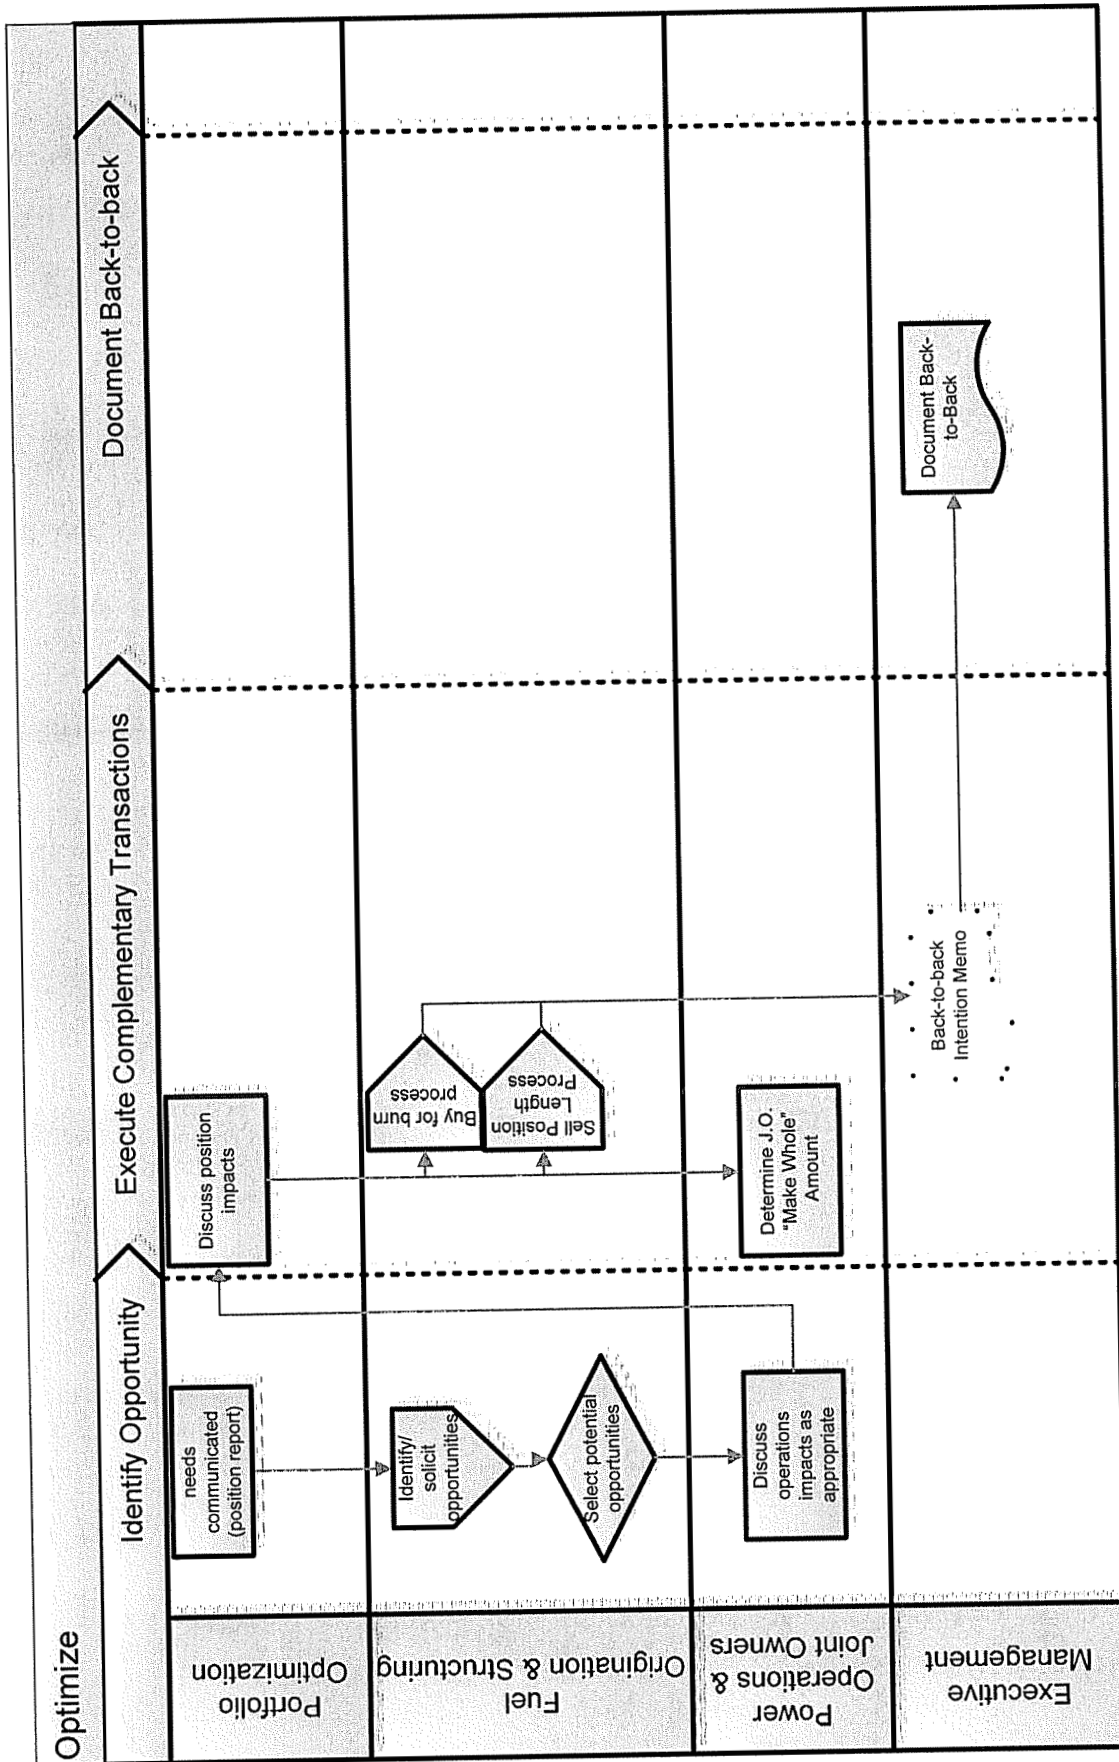 Optimize
Identify Opportunity
Execute Complementary Transactions
Document Back-to-back
Portfolio
Optimization
needs
communicated
(position report)
Discuss position
impacts
Fuel
Origination & Structuring
Identify/
solicit
opportunities
Select potential
opportunities
Buy for burn
process
Sell Position
Length
Process
Power
Operations &
Joint Owners
Discuss
operations
impacts as
appropriate
Determine J.O.
"Make Whole"
Amount
Executive
Management
Back-to-back
Intention Memo
Document Back-
to-Back